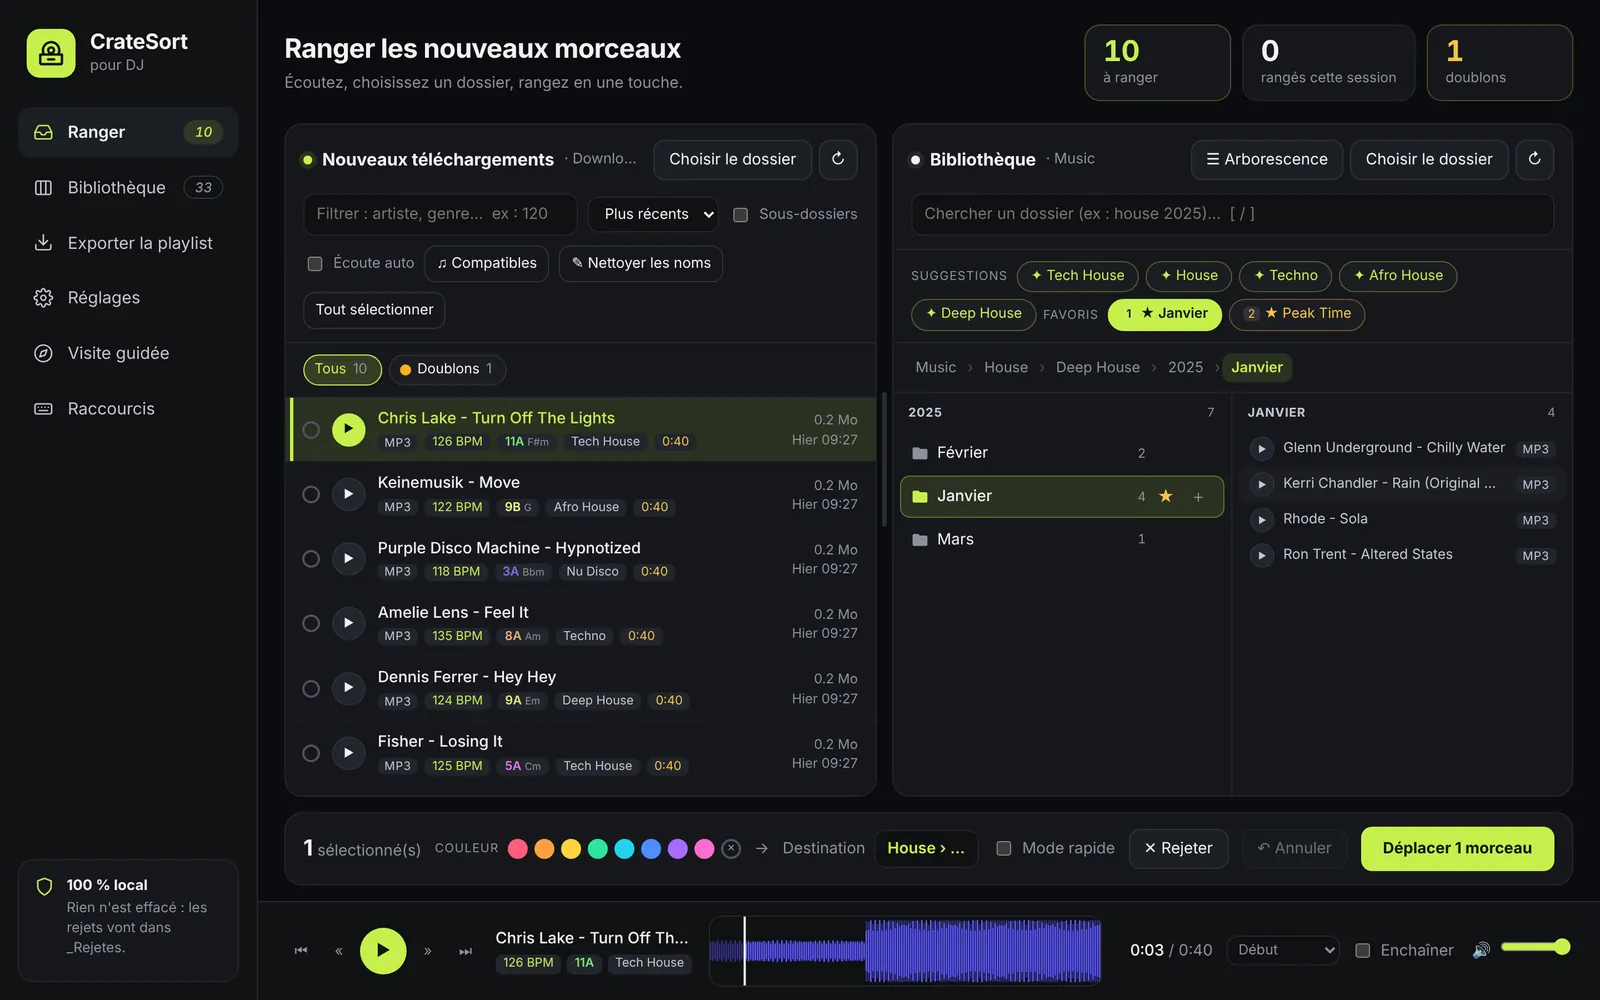 CrateSort
pour DJ
Ranger 10
Bibliothèque 33
Exporter la playlist
Réglages
Visite guidée
Raccourcis
100 % local
Rien n'est effacé : les
rejets vont dans
_Rejetes.
Ranger les nouveaux morceaux
Écoutez, choisissez un dossier, rangez en une touche.
10
à ranger
0
rangés cette session
1
doublons
Nouveaux téléchargements · Downlo... Choisir le dossier ↻
Filtrer : artiste, genre... ex : 120 Plus récents Sous-dossiers
Écoute auto ♫ Compatibles ✎ Nettoyer les noms
Tout sélectionner
Tous 10 Doublons 1
Chris Lake - Turn Off The Lights 0.2 Mo
MP3 126 BPM 11A F#m Tech House 0:40 Hier 09:27
Keinemusik - Move 0.2 Mo
MP3 122 BPM 9B G Afro House 0:40 Hier 09:27
Purple Disco Machine - Hypnotized 0.2 Mo
MP3 118 BPM 3A Bbm Nu Disco 0:40 Hier 09:27
Amelie Lens - Feel It 0.2 Mo
MP3 135 BPM 8A Am Techno 0:40 Hier 09:27
Dennis Ferrer - Hey Hey 0.2 Mo
MP3 124 BPM 9A Em Deep House 0:40 Hier 09:27
Fisher - Losing It 0.2 Mo
MP3 125 BPM 5A Cm Tech House 0:40 Hier 09:27
Bibliothèque · Music ☰ Arborescence Choisir le dossier ↻
Chercher un dossier (ex : house 2025)... [ / ]
SUGGESTIONS ✦ Tech House ✦ House ✦ Techno ✦ Afro House
✦ Deep House FAVORIS 1 ★ Janvier 2 ★ Peak Time
Music › House › Deep House › 2025 › Janvier
2025 7
Février 2
Janvier 4 ★ +
Mars 1
JANVIER 4
Glenn Underground - Chilly Water MP3
Kerri Chandler - Rain (Original ... MP3
Rhode - Sola MP3
Ron Trent - Altered States MP3
1 sélectionné(s) COULEUR ✕ → Destination House › ... Mode rapide ✕ Rejeter ↶ Annuler Déplacer 1 morceau
Chris Lake - Turn Off Th...
126 BPM 11A Tech House
0:03 / 0:40 Début Enchaîner